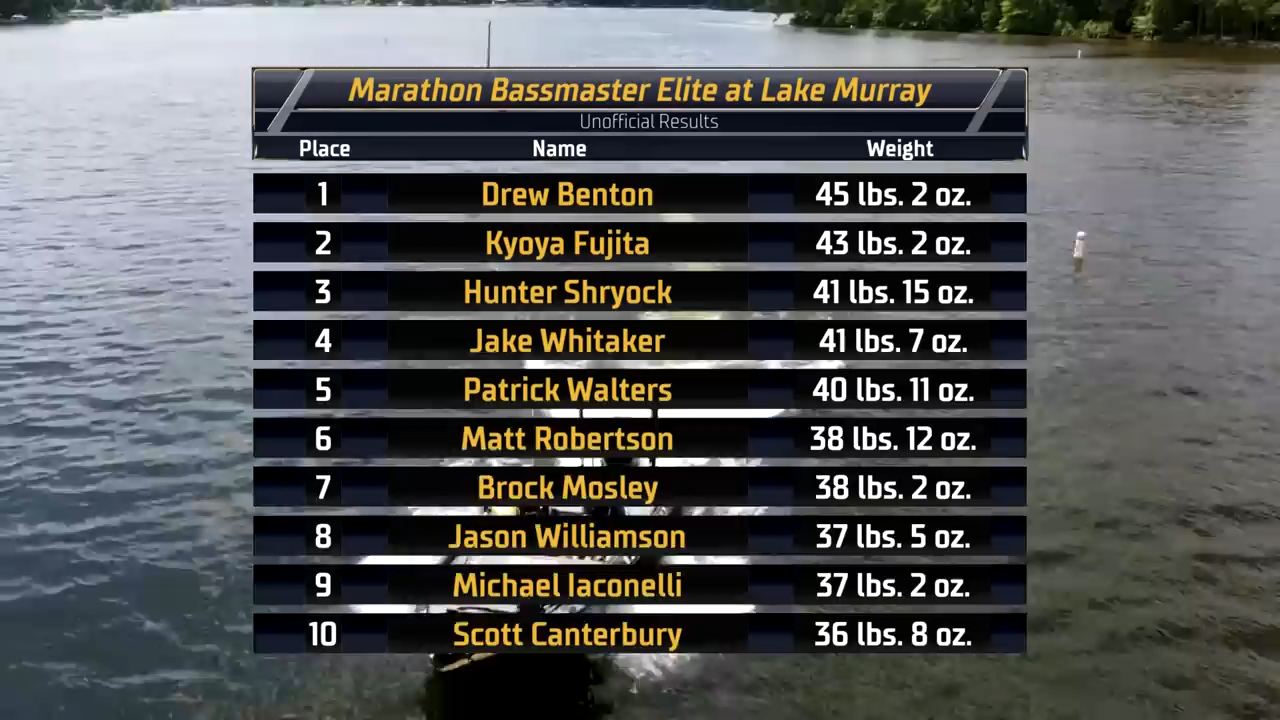 Marathon Bassmaster Elite at Lake Murray
Unofficial Results
Place Name Weight
1 Drew Benton 45 lbs. 2 oz.
2 Kyoya Fujita 43 lbs. 2 oz.
3 Hunter Shryock 41 lbs. 15 oz.
4 Jake Whitaker 41 lbs. 7 oz.
5 Patrick Walters 40 lbs. 11 oz.
6 Matt Robertson 38 lbs. 12 oz.
7 Brock Mosley 38 lbs. 2 oz.
8 Jason Williamson 37 lbs. 5 oz.
9 Michael Iaconelli 37 lbs. 2 oz.
10 Scott Canterbury 36 lbs. 8 oz.